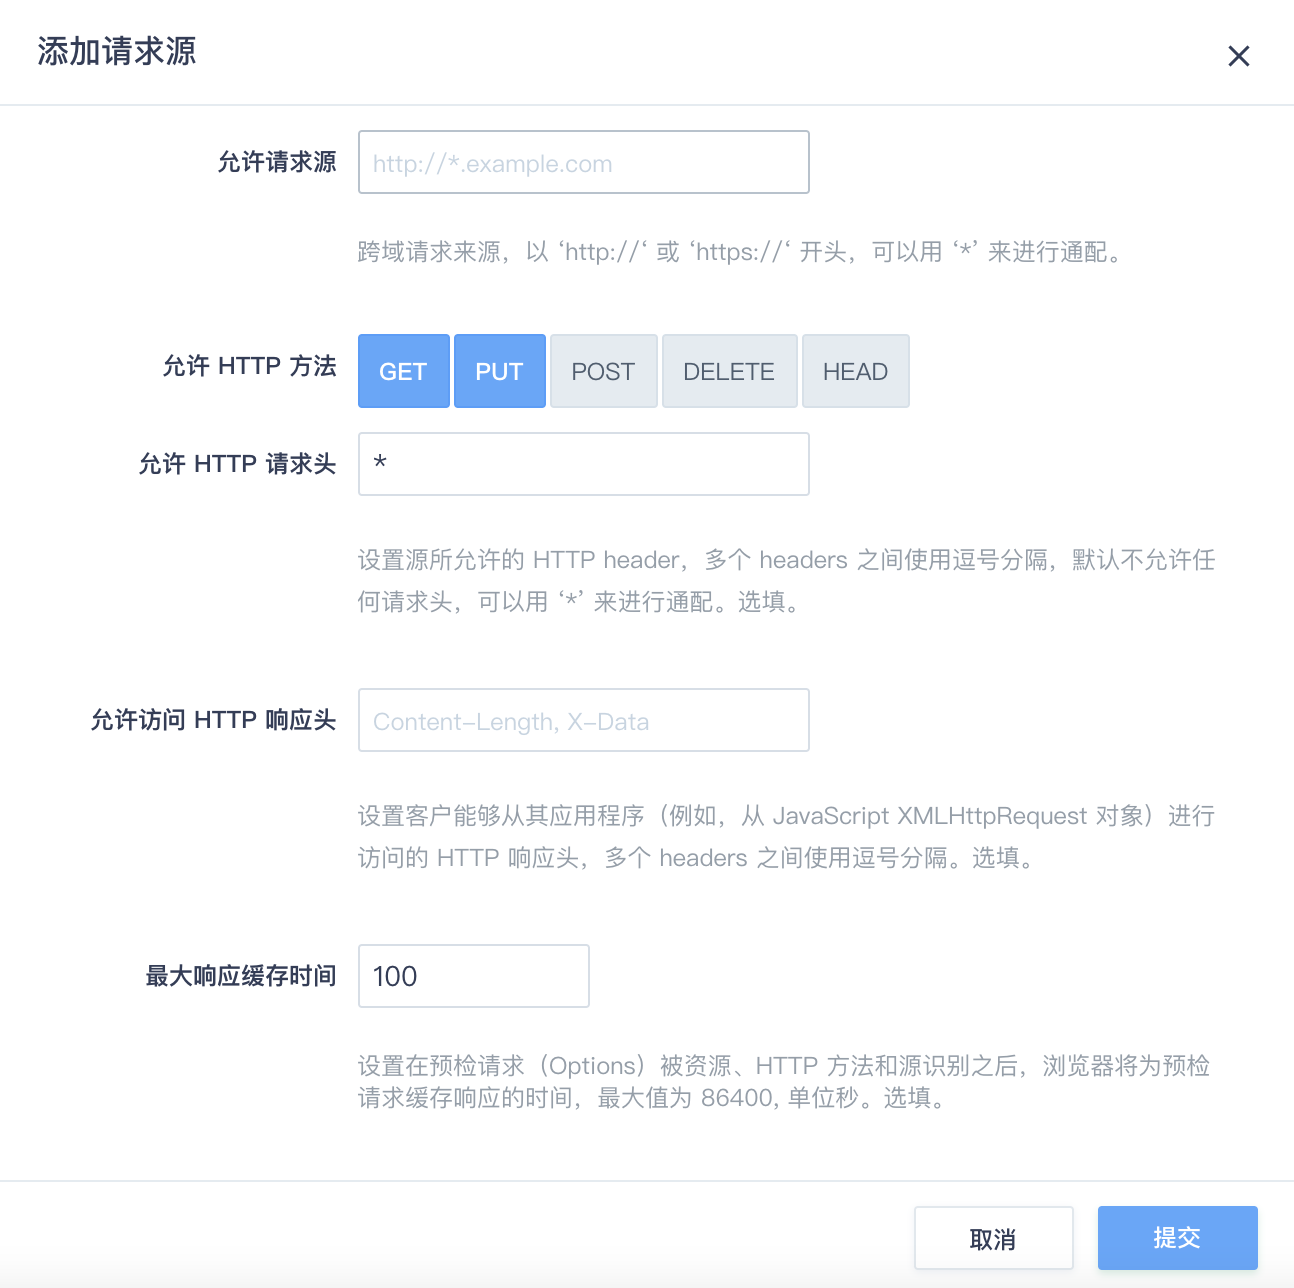 添加请求源
允许请求源
http://*.example.com
跨域请求来源，以 ‘http://‘ 或 ‘https://‘ 开头，可以用 ‘*’ 来进行通配。
允许 HTTP 方法
GET PUT POST DELETE HEAD
允许 HTTP 请求头
*
设置源所允许的 HTTP header，多个 headers 之间使用逗号分隔，默认不允许任
何请求头，可以用 ‘*’ 来进行通配。选填。
允许访问 HTTP 响应头
Content-Length, X-Data
设置客户能够从其应用程序（例如，从 JavaScript XMLHttpRequest 对象）进行
访问的 HTTP 响应头，多个 headers 之间使用逗号分隔。选填。
最大响应缓存时间
100
设置在预检请求（Options）被资源、HTTP 方法和源识别之后，浏览器将为预检
请求缓存响应的时间，最大值为 86400, 单位秒。选填。
取消
提交